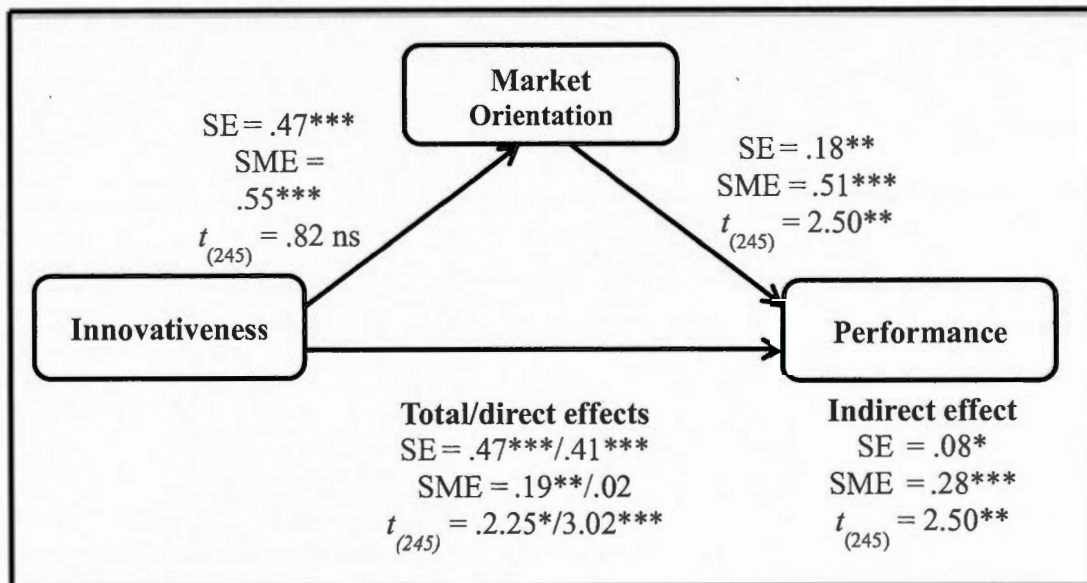 Market
Orientation
SE = .47***
SME =
.55***
t(245) = .82 ns
SE = .18**
SME = .51***
t(245) = 2.50**
Innovativeness
Performance
Total/direct effects
SE = .47***/.41***
SME = .19**/.02
t(245) = .2.25*/3.02***
Indirect effect
SE = .08*
SME = .28***
t(245) = 2.50**